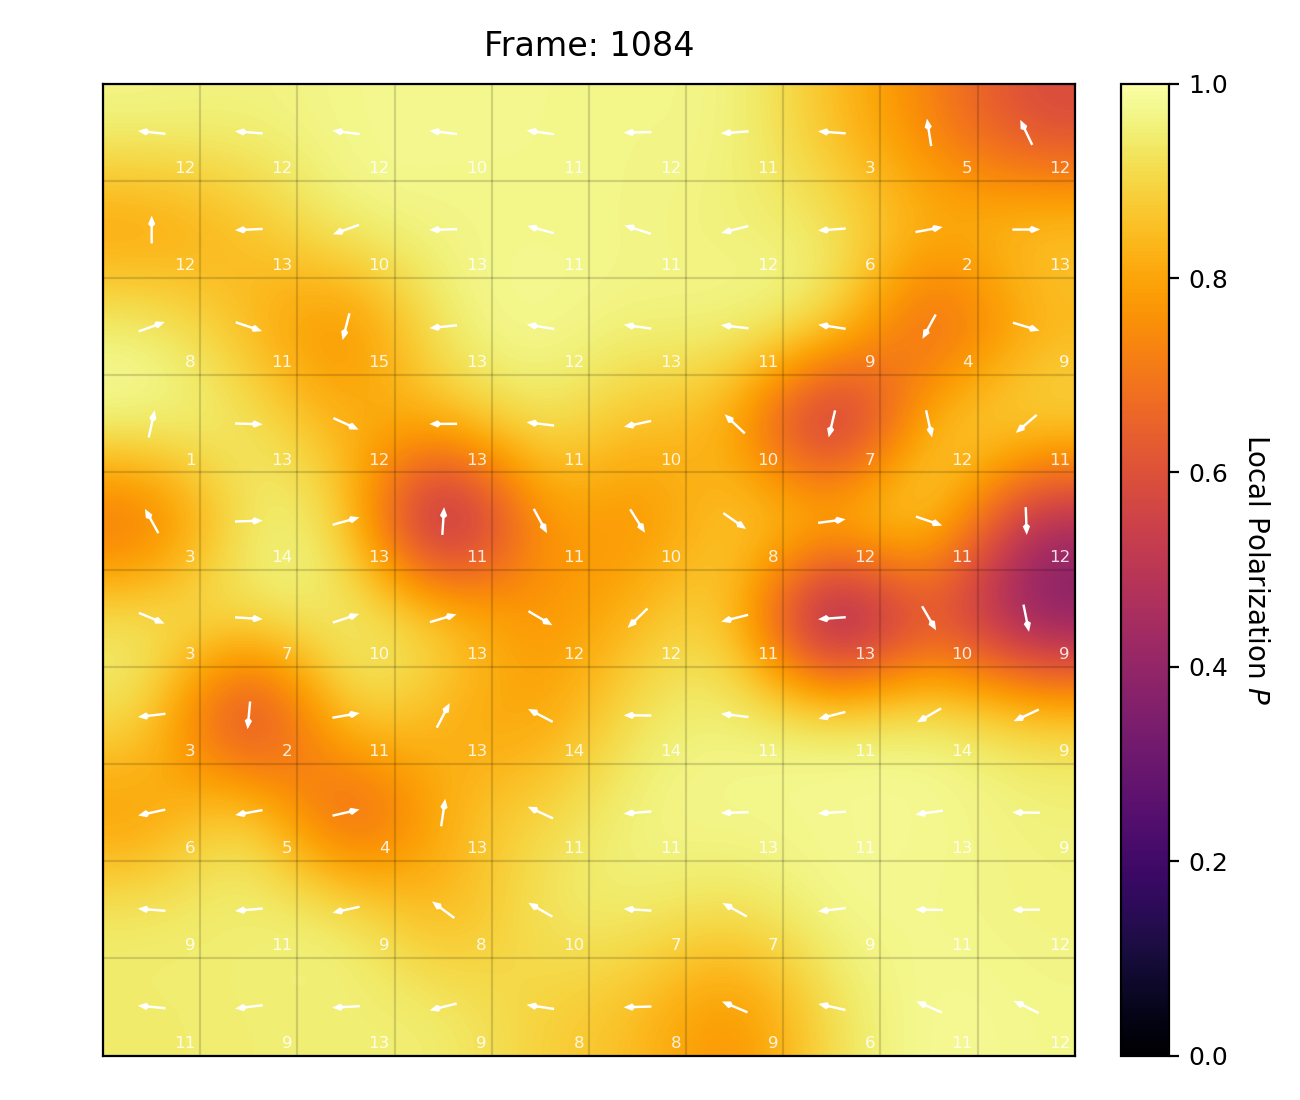 Frame: 1084
12 12 12 10 11 12 11 3 5 12
12 13 10 13 11 11 12 6 2 13
8 11 15 13 12 13 11 9 4 9
1 13 12 13 11 10 10 7 12 11
3 14 13 11 11 10 8 12 11 12
3 7 10 13 12 12 11 13 10 9
3 2 11 13 14 14 11 11 14 9
6 5 4 13 11 11 13 11 13 9
9 11 9 8 10 7 7 9 11 12
11 9 13 9 8 8 9 6 11 12
1.0
0.8
0.6
0.4
0.2
0.0
Local Polarization P